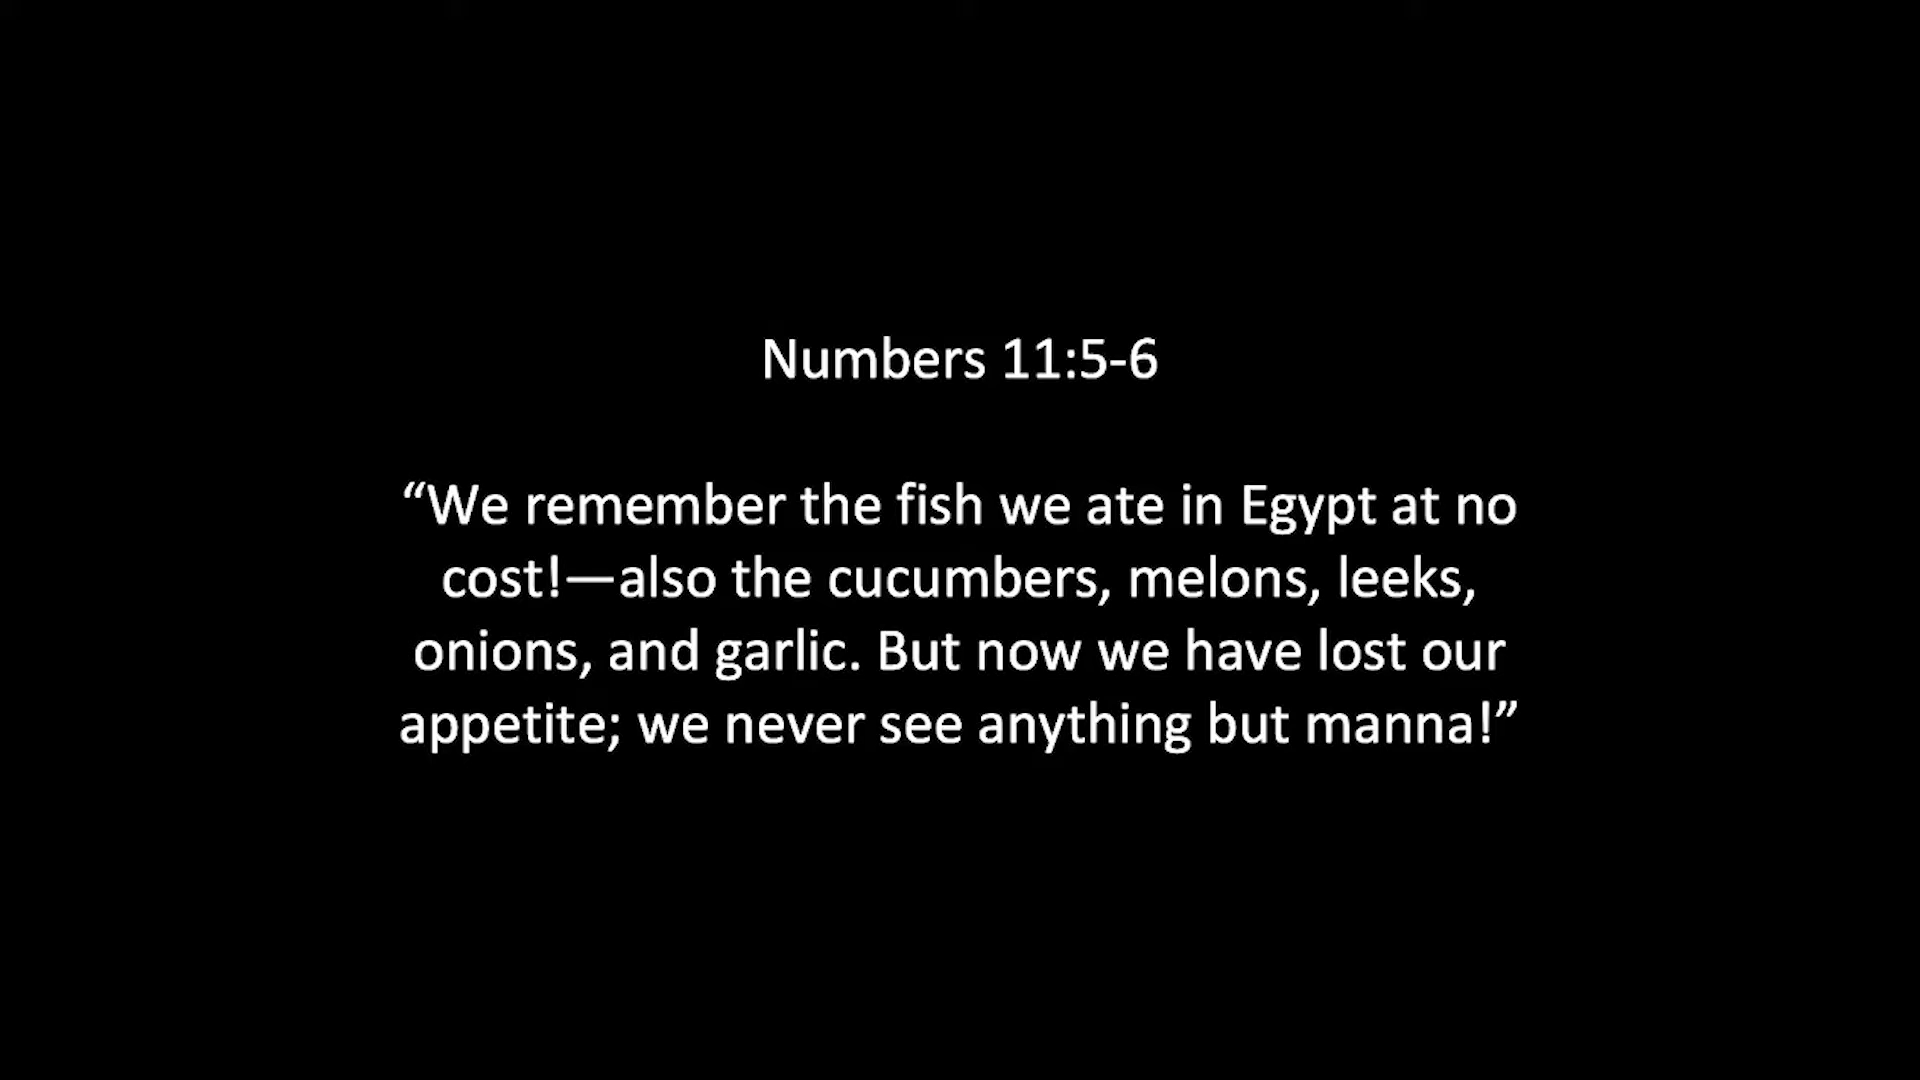 Numbers 11:5-6
“We remember the fish we ate in Egypt at no
cost!—also the cucumbers, melons, leeks,
onions, and garlic. But now we have lost our
appetite; we never see anything but manna!”